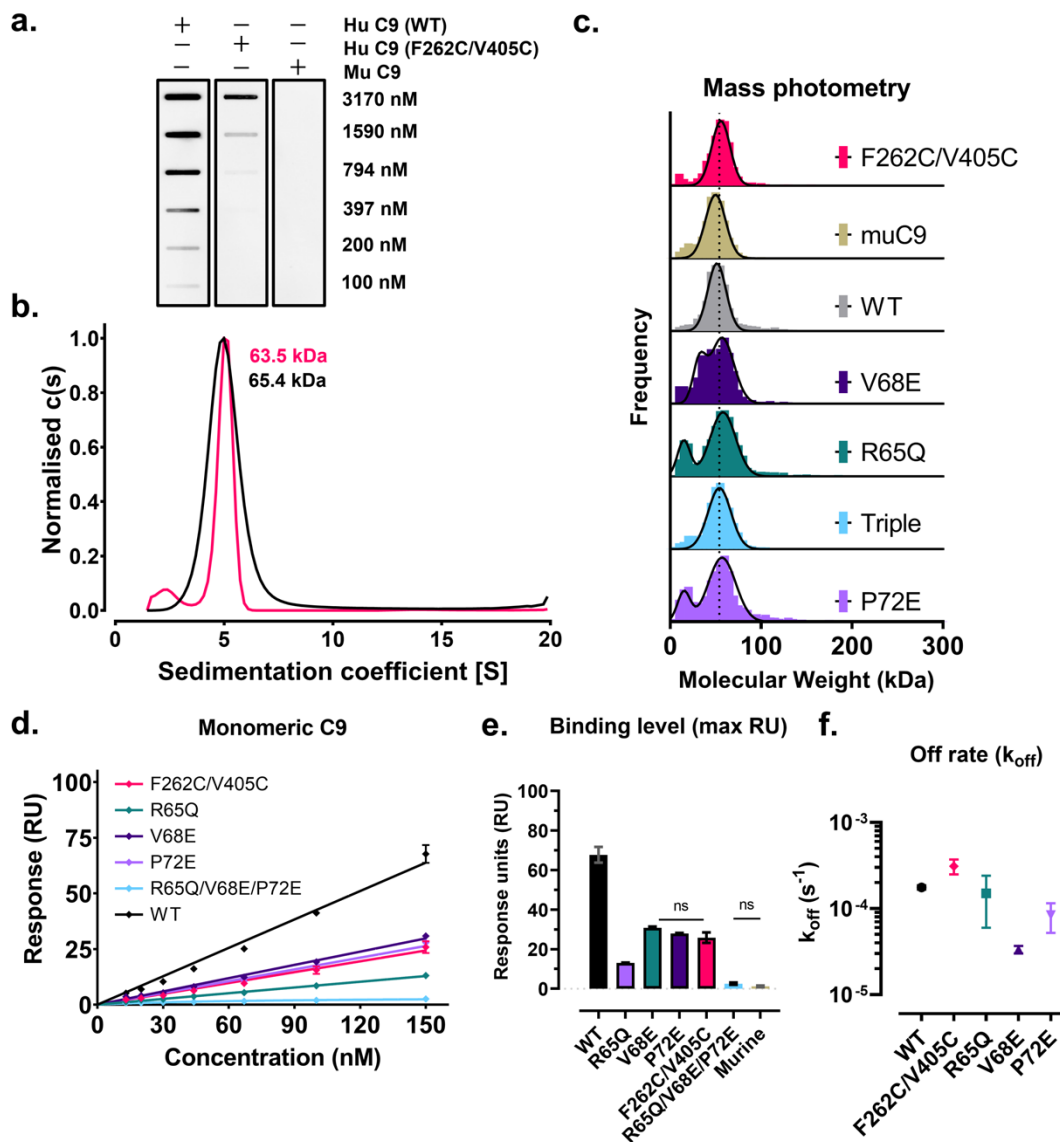 a.
+ − − Hu C9 (WT)
− + − Hu C9 (F262C/V405C)
− − + Mu C9
3170 nM
1590 nM
794 nM
397 nM
200 nM
100 nM
b.
63.5 kDa
65.4 kDa
Normalised c(s)
1.0
0.8
0.6
0.4
0.2
0.0
0 5 10 15 20
Sedimentation coefficient [S]
c.
Mass photometry
F262C/V405C
muC9
WT
V68E
R65Q
Triple
P72E
Frequency
0 100 200 300
Molecular Weight (kDa)
d.
Monomeric C9
F262C/V405C
R65Q
V68E
P72E
R65Q/V68E/P72E
WT
Response (RU)
100
75
50
25
0
0 30 60 90 120 150
Concentration (nM)
e.
Binding level (max RU)
Response units (RU)
100
80
60
40
20
0
ns ns
WT
R65Q
V68E
P72E
F262C/V405C
R65Q/V68E/P72E
Murine
f.
Off rate (koff)
koff (s-1)
10-3
10-4
10-5
WT
F262C/V405C
R65Q
V68E
P72E